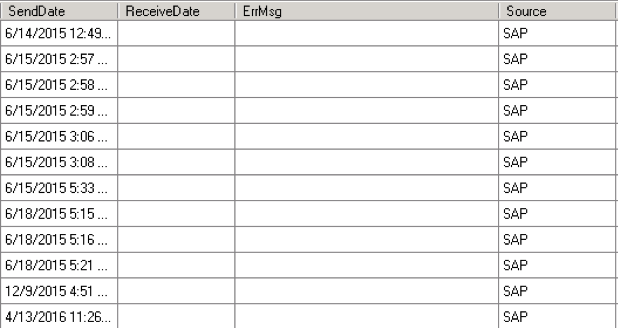 SendDate ReceiveDate ErrMsg Source
6/14/2015 12:49... SAP
6/15/2015 2:57 ... SAP
6/15/2015 2:58 ... SAP
6/15/2015 2:59 ... SAP
6/15/2015 3:06 ... SAP
6/15/2015 3:08 ... SAP
6/15/2015 5:33 ... SAP
6/18/2015 5:15 ... SAP
6/18/2015 5:16 ... SAP
6/18/2015 5:21 ... SAP
12/9/2015 4:51 ... SAP
4/13/2016 11:26... SAP